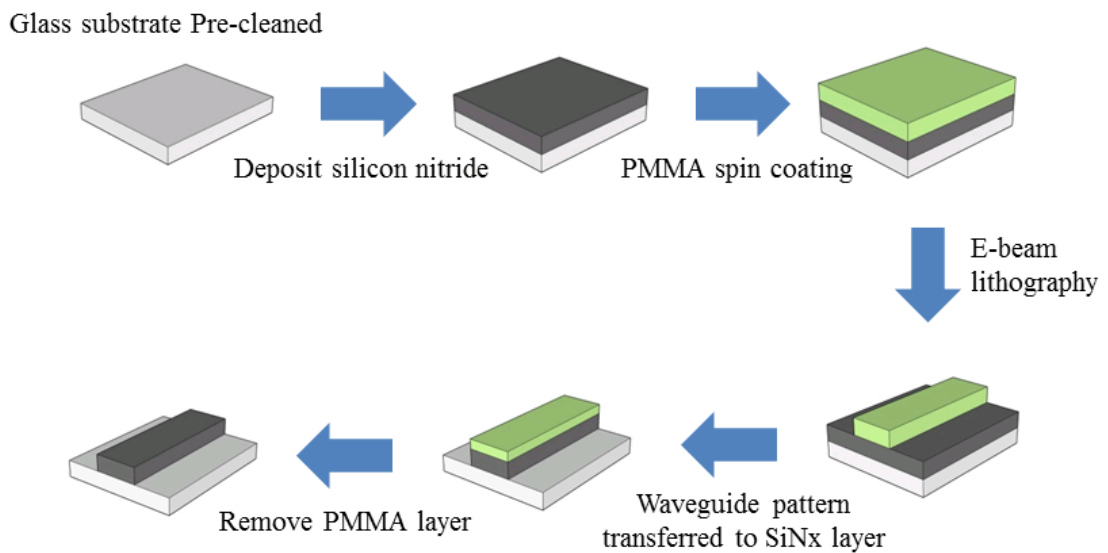 Glass substrate Pre-cleaned
Deposit silicon nitride
PMMA spin coating
E-beam
lithography
Waveguide pattern
transferred to SiNx layer
Remove PMMA layer